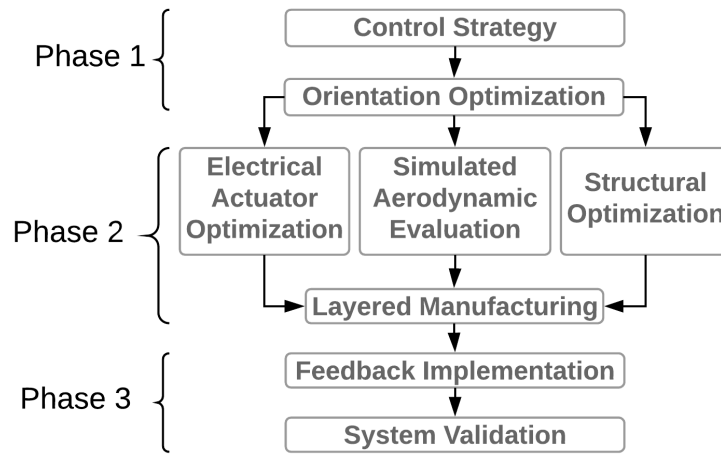 Phase 1
Control Strategy
Orientation Optimization
Phase 2
Electrical
Actuator
Optimization
Simulated
Aerodynamic
Evaluation
Structural
Optimization
Layered Manufacturing
Phase 3
Feedback Implementation
System Validation